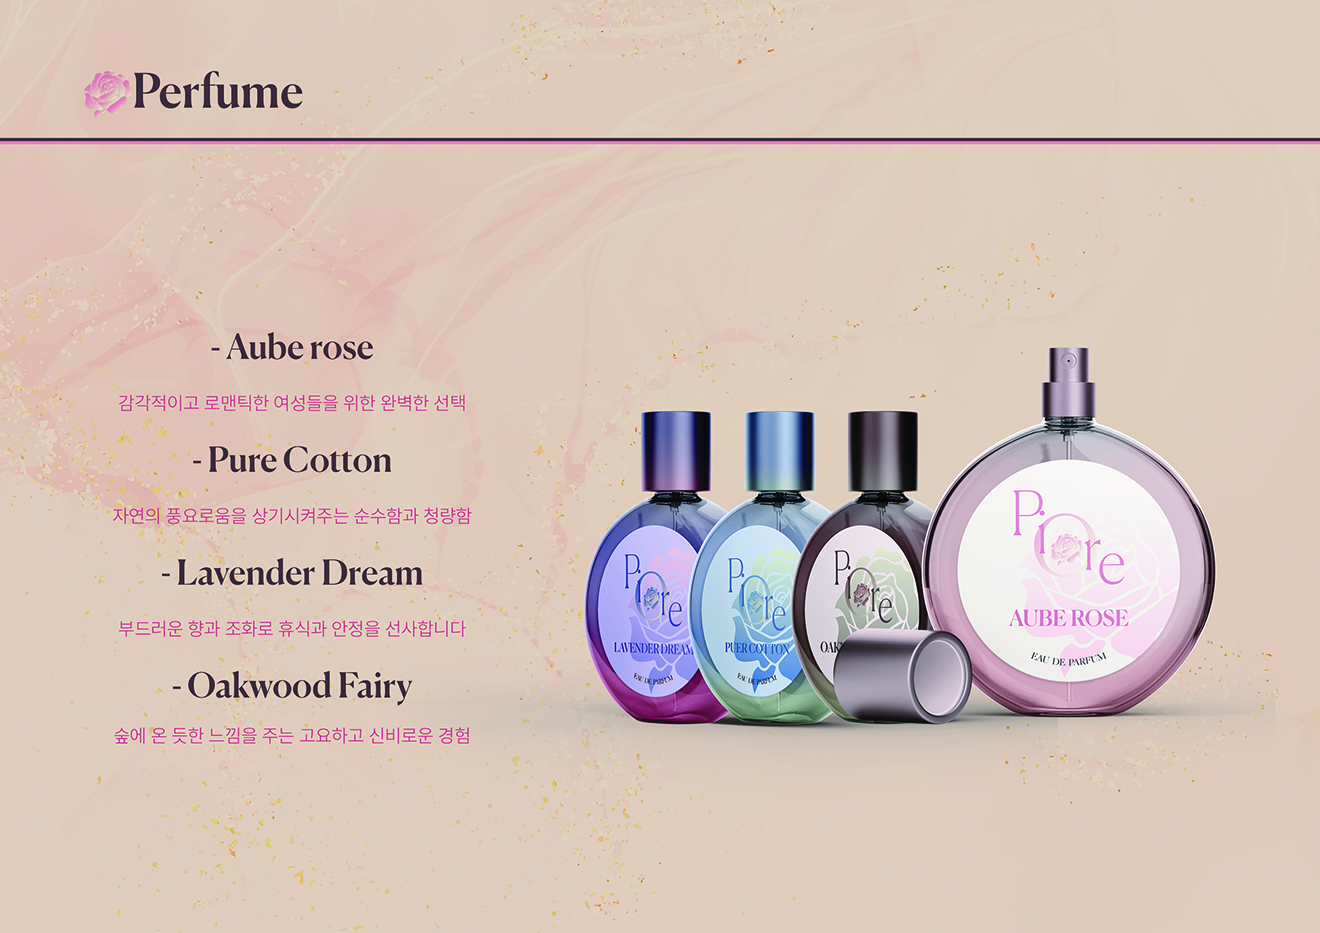 Perfume
- Aube rose
감각적이고 로맨틱한 여성들을 위한 완벽한 선택
- Pure Cotton
자연의 풍요로움을 상기시켜주는 순수함과 청량함
- Lavender Dream
부드러운 향과 조화로 휴식과 안정을 선사합니다
- Oakwood Fairy
숲에 온 듯한 느낌을 주는 고요하고 신비로운 경험
Piore
LAVENDER DREAM
EAU DE PARFUM
Piore
PUER COTTON
EAU DE PARFUM
Piore
Piore
AUBE ROSE
EAU DE PARFUM